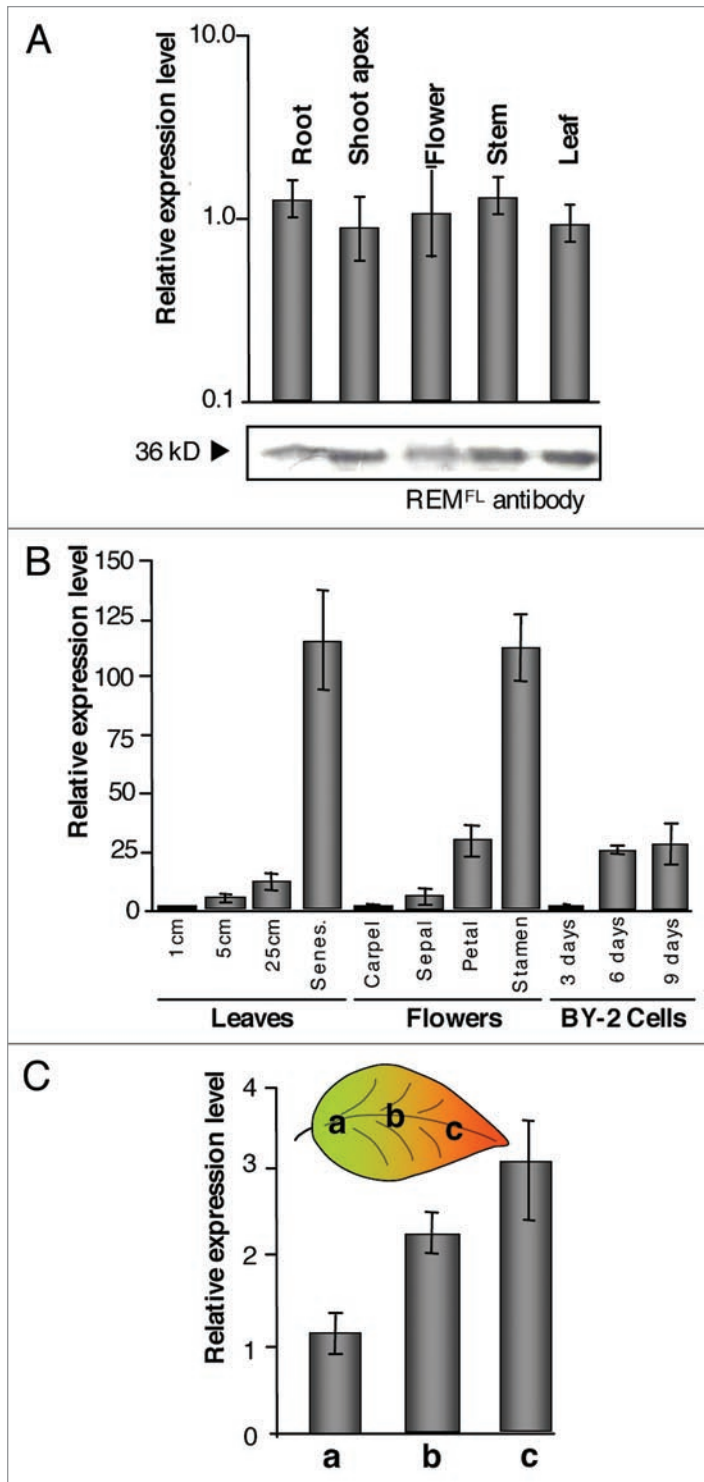 A
Relative expression level
10.0
1.0
0.1
Root
Shoot apex
Flower
Stem
Leaf
36 kD ►
REMFL antibody
B
Relative expression level
150
125
100
75
50
25
0
1cm
5cm
25cm
Senes.
Carpel
Sepal
Petal
Stamen
3 days
6 days
9 days
Leaves Flowers BY-2 Cells
C
Relative expression level
4
3
2
1
0
a b c
a b c